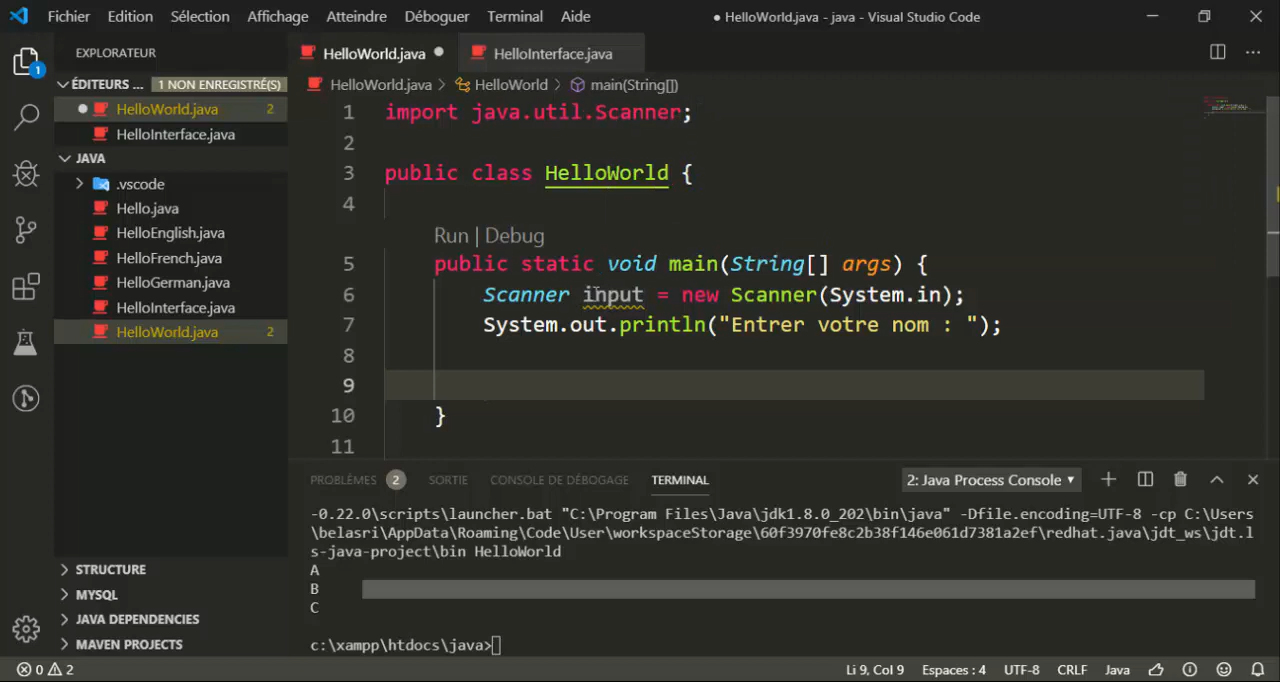 Fichier Edition Sélection Affichage Atteindre Déboguer Terminal Aide ● HelloWorld.java - java - Visual Studio Code
EXPLORATEUR
ÉDITEURS ... 1 NON ENREGISTRÉ(S)
HelloWorld.java 2
HelloInterface.java
JAVA
.vscode
Hello.java
HelloEnglish.java
HelloFrench.java
HelloGerman.java
HelloInterface.java
HelloWorld.java 2
STRUCTURE
MYSQL
JAVA DEPENDENCIES
MAVEN PROJECTS
1
HelloWorld.java ● HelloInterface.java
HelloWorld.java > HelloWorld > main(String[])
1 import java.util.Scanner;
2
3 public class HelloWorld {
4
Run | Debug
5 public static void main(String[] args) {
6 Scanner input = new Scanner(System.in);
7 System.out.println("Entrer votre nom : ");
8
9
10 }
11
PROBLÈMES 2 SORTIE CONSOLE DE DÉBOGAGE TERMINAL 2: Java Process Console
-0.22.0\scripts\launcher.bat "C:\Program Files\Java\jdk1.8.0_202\bin\java" -Dfile.encoding=UTF-8 -cp C:\Users
\belasri\AppData\Roaming\Code\User\workspaceStorage\60f3970fe8c2b38f146e061d7381a2ef\redhat.java\jdt_ws\jdt.l
s-java-project\bin HelloWorld
A
B
C
c:\xampp\htdocs\java>
0 2 Li 9, Col 9 Espaces : 4 UTF-8 CRLF Java